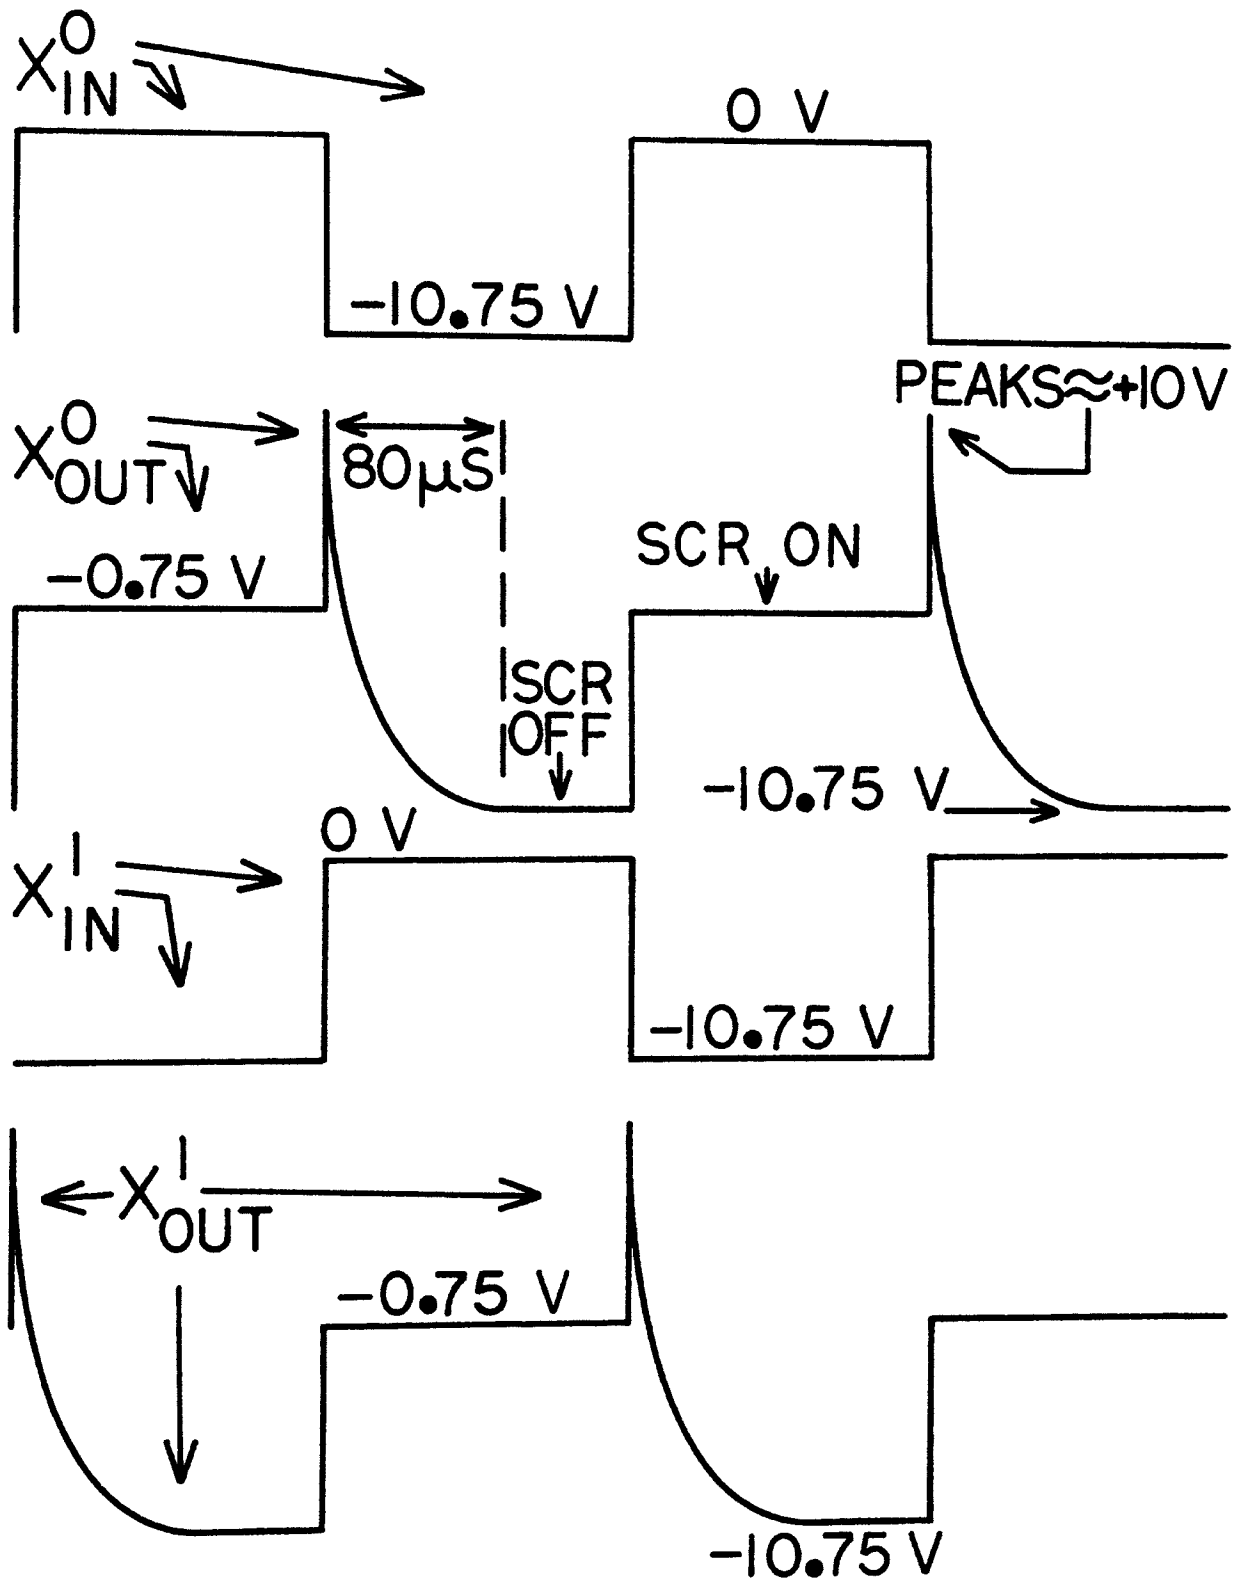 X⁰IN
0 V
−10.75 V
PEAKS≈+10V
X⁰OUT
80µS
−0.75 V
SCR ON
SCR
OFF
−10.75 V
0 V
X¹IN
−10.75 V
X¹OUT
−0.75 V
−10.75 V